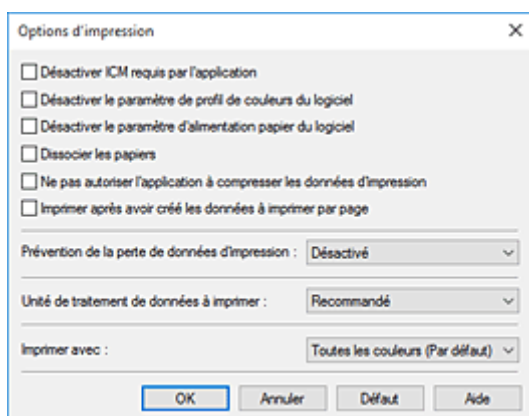 Options d'impression
Désactiver ICM requis par l'application
Désactiver le paramètre de profil de couleurs du logiciel
Désactiver le paramètre d'alimentation papier du logiciel
Dissocier les papiers
Ne pas autoriser l'application à compresser les données d'impression
Imprimer après avoir créé les données à imprimer par page
Prévention de la perte de données d'impression : Désactivé
Unité de traitement de données à imprimer : Recommandé
Imprimer avec : Toutes les couleurs (Par défaut)
OK Annuler Défaut Aide